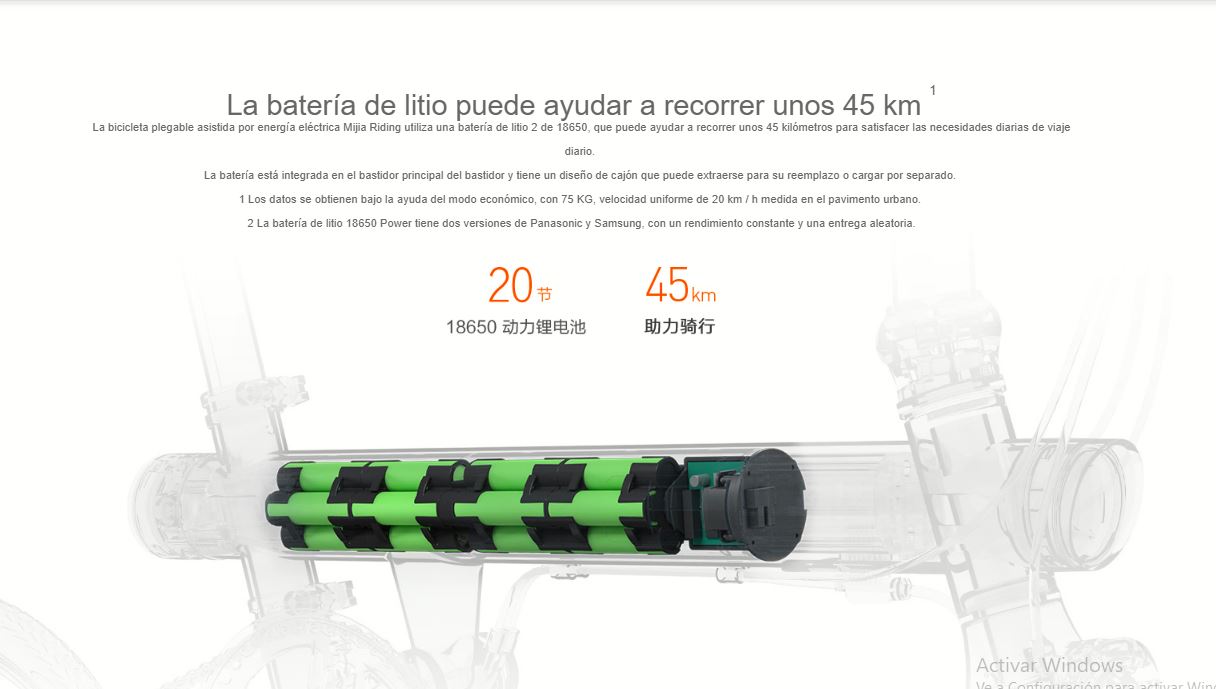 La batería de litio puede ayudar a recorrer unos 45 km 1
La bicicleta plegable asistida por energía eléctrica Mijia Riding utiliza una batería de litio 2 de 18650, que puede ayudar a recorrer unos 45 kilómetros para satisfacer las necesidades diarias de viaje
diario.
La batería está integrada en el bastidor principal del bastidor y tiene un diseño de cajón que puede extraerse para su reemplazo o cargar por separado.
1 Los datos se obtienen bajo la ayuda del modo económico, con 75 KG, velocidad uniforme de 20 km / h medida en el pavimento urbano.
2 La batería de litio 18650 Power tiene dos versiones de Panasonic y Samsung, con un rendimiento constante y una entrega aleatoria.
20节 45km
18650 动力锂电池 助力骑行
Activar Windows
Ve a Configuración para activar Win